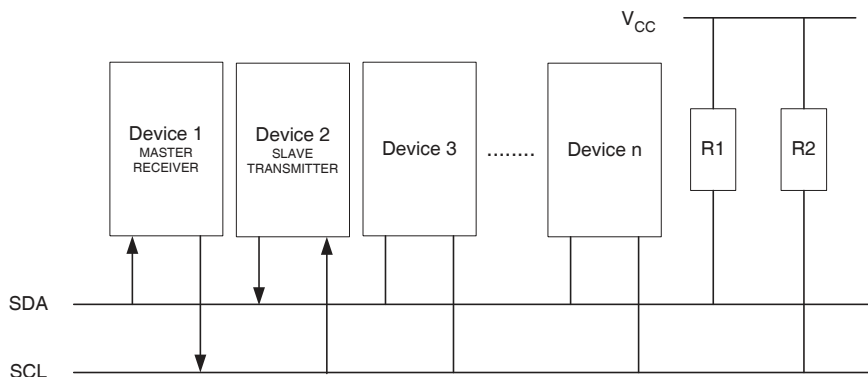 V_CC
Device 1
MASTER
RECEIVER
Device 2
SLAVE
TRANSMITTER
Device 3
........
Device n
R1
R2
SDA
SCL